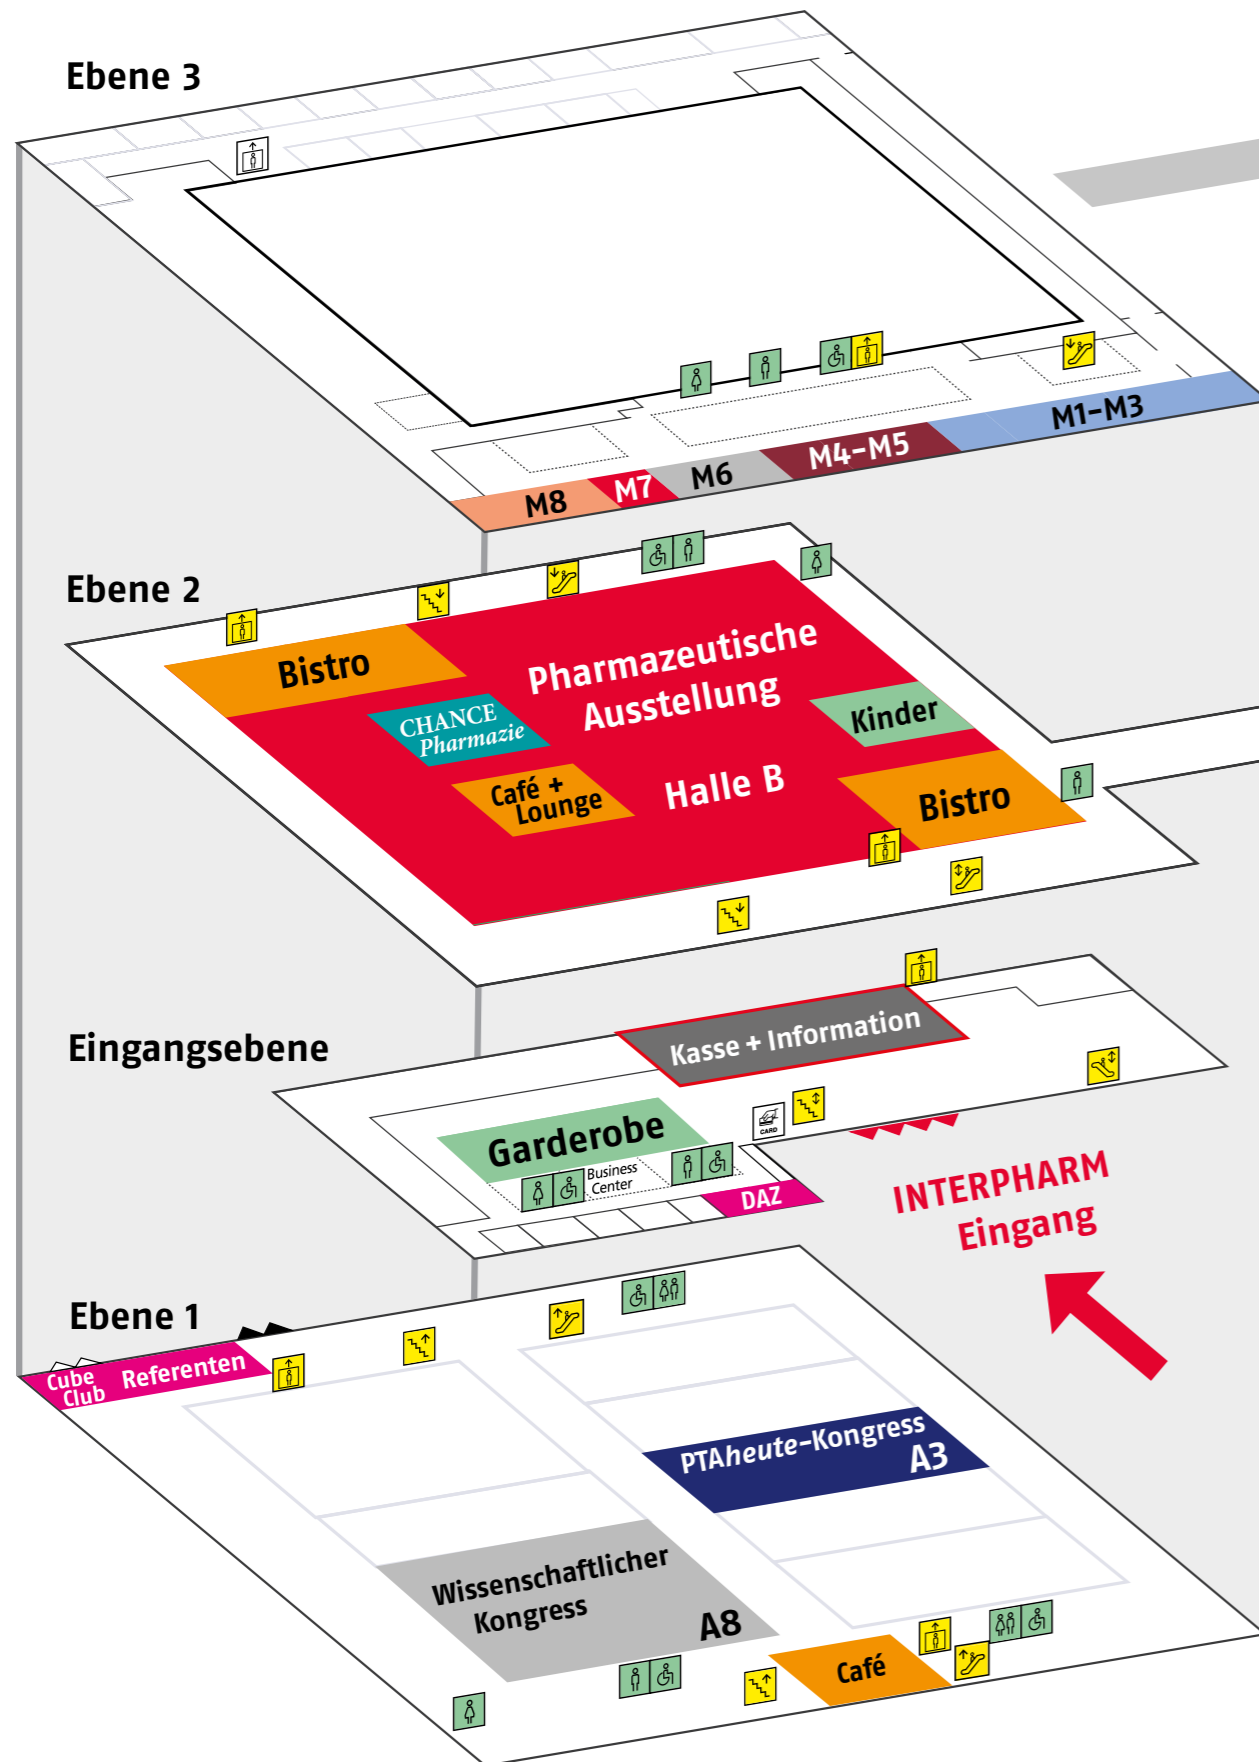 Ebene 3
M1–M3
M4–M5
M6
M7
M8
Ebene 2
Bistro
Pharmazeutische
Ausstellung
CHANCE
Pharmazie
Kinder
Café +
Lounge
Halle B
Bistro
Eingangsebene
Kasse + Information
Garderobe
CARD
Business
Center
DAZ
INTERPHARM
Eingang
Ebene 1
Cube
Club
Referenten
PTAheute-Kongress
A3
Wissenschaftlicher
Kongress
A8
Café